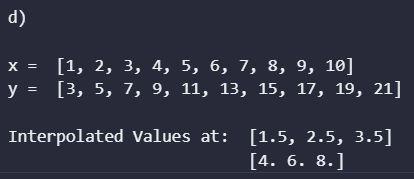 d)
x =  [1, 2, 3, 4, 5, 6, 7, 8, 9, 10]
y =  [3, 5, 7, 9, 11, 13, 15, 17, 19, 21]
Interpolated Values at:  [1.5, 2.5, 3.5]
[4. 6. 8.]